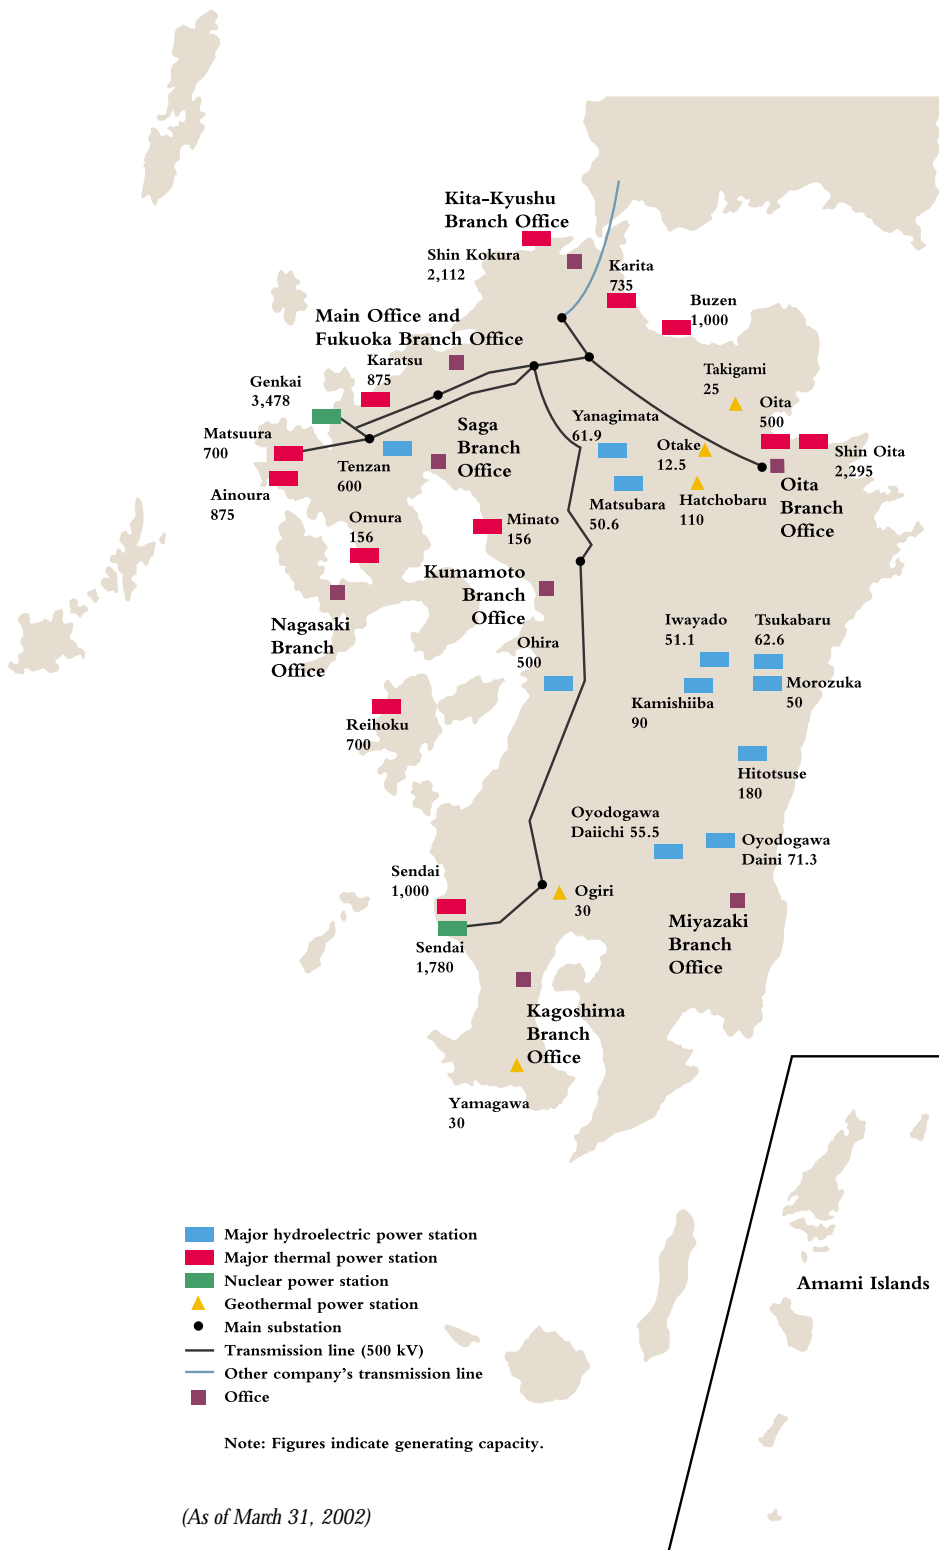 Kita-Kyushu
Branch Office
Shin Kokura
2,112
Karita
735
Buzen
1,000
Main Office and
Fukuoka Branch Office
Karatsu
875
Genkai
3,478
Takigami
25
Oita
500
Matsuura
700
Saga
Branch
Office
Yanagimata
61.9
Otake
12.5
Shin Oita
2,295
Tenzan
600
Ainoura
875
Matsubara
50.6
Hatchobaru
110
Oita
Branch
Office
Omura
156
Minato
156
Kumamoto
Branch
Office
Nagasaki
Branch
Office
Ohira
500
Iwayado
51.1
Tsukabaru
62.6
Kamishiiba
90
Morozuka
50
Reihoku
700
Hitotsuse
180
Oyodogawa
Daiichi 55.5
Oyodogawa
Daini 71.3
Sendai
1,000
Ogiri
30
Miyazaki
Branch
Office
Sendai
1,780
Kagoshima
Branch
Office
Yamagawa
30
Major hydroelectric power station
Major thermal power station
Nuclear power station
Geothermal power station
Main substation
Transmission line (500 kV)
Other company's transmission line
Office
Amami Islands
Note: Figures indicate generating capacity.
(As of March 31, 2002)